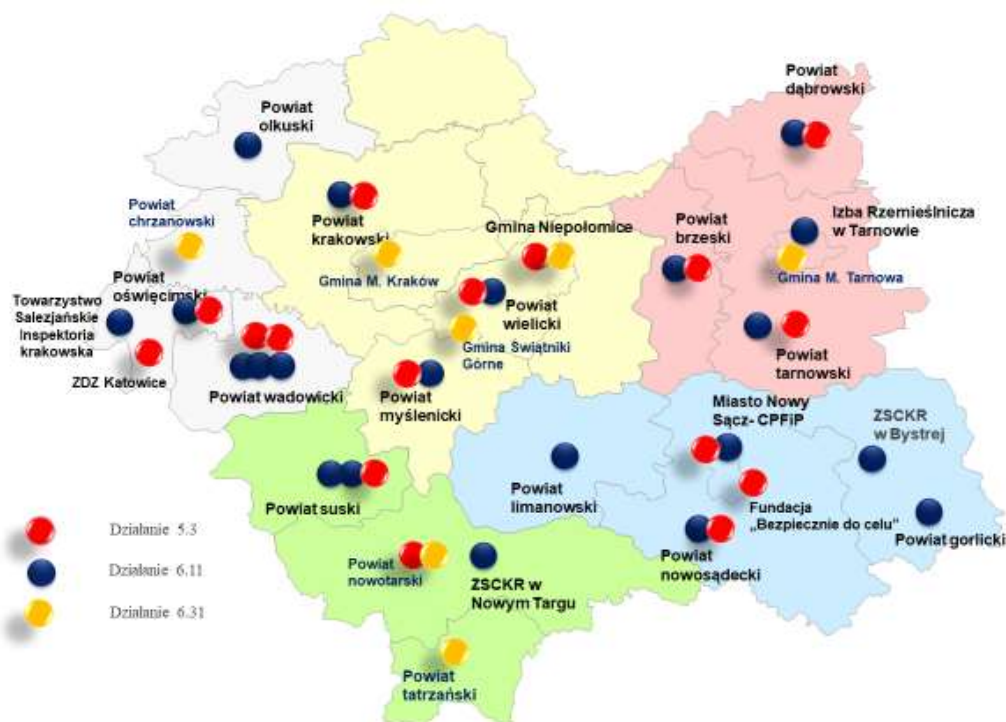 Powiat
dąbrowski
Powiat
olkuski
Powiat
chrzanowski
Powiat
krakowski
Gmina Niepołomice
Powiat
brzeski
Izba Rzemieślnicza
w Tarnowie
Gmina M. Kraków
Gmina M. Tarnowa
Powiat
oświęcimski
Towarzystwo
Salezjańskie
Inspektoria
krakowska
Powiat
wielicki
Gmina Świątniki
Górne
ZDZ Katowice
Powiat wadowicki
Powiat
myślenicki
Powiat
tarnowski
Miasto Nowy
Sącz- CPFiP
ZSCKR
w Bystrej
Powiat suski
Powiat
limanowski
Fundacja
„Bezpiecznie do celu”
Powiat gorlicki
Powiat
nowosądecki
Powiat
nowotarski
ZSCKR w
Nowym Targu
Powiat
tatrzański
Działanie 5.3
Działanie 6.11
Działanie 6.31